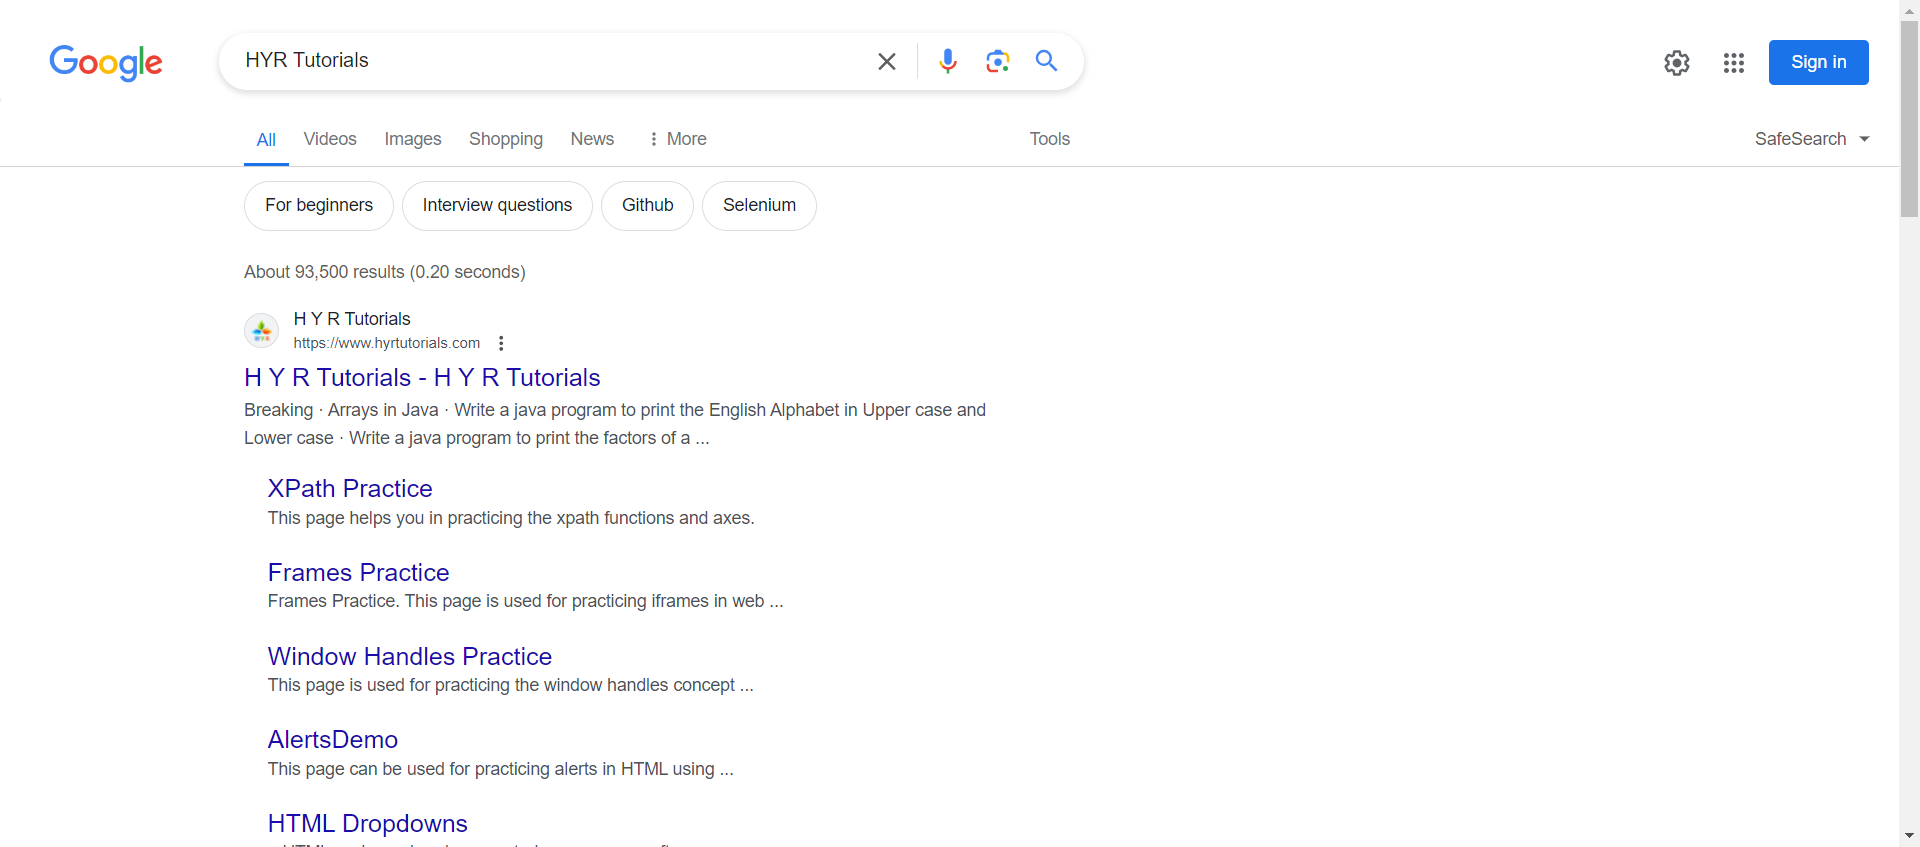 Google
HYR Tutorials
Sign in
All Videos Images Shopping News More Tools SafeSearch
For beginners Interview questions Github Selenium
About 93,500 results (0.20 seconds)
H Y R Tutorials
https://www.hyrtutorials.com
H Y R Tutorials - H Y R Tutorials
Breaking · Arrays in Java · Write a java program to print the English Alphabet in Upper case and
Lower case · Write a java program to print the factors of a ...
XPath Practice
This page helps you in practicing the xpath functions and axes.
Frames Practice
Frames Practice. This page is used for practicing iframes in web ...
Window Handles Practice
This page is used for practicing the window handles concept ...
AlertsDemo
This page can be used for practicing alerts in HTML using ...
HTML Dropdowns